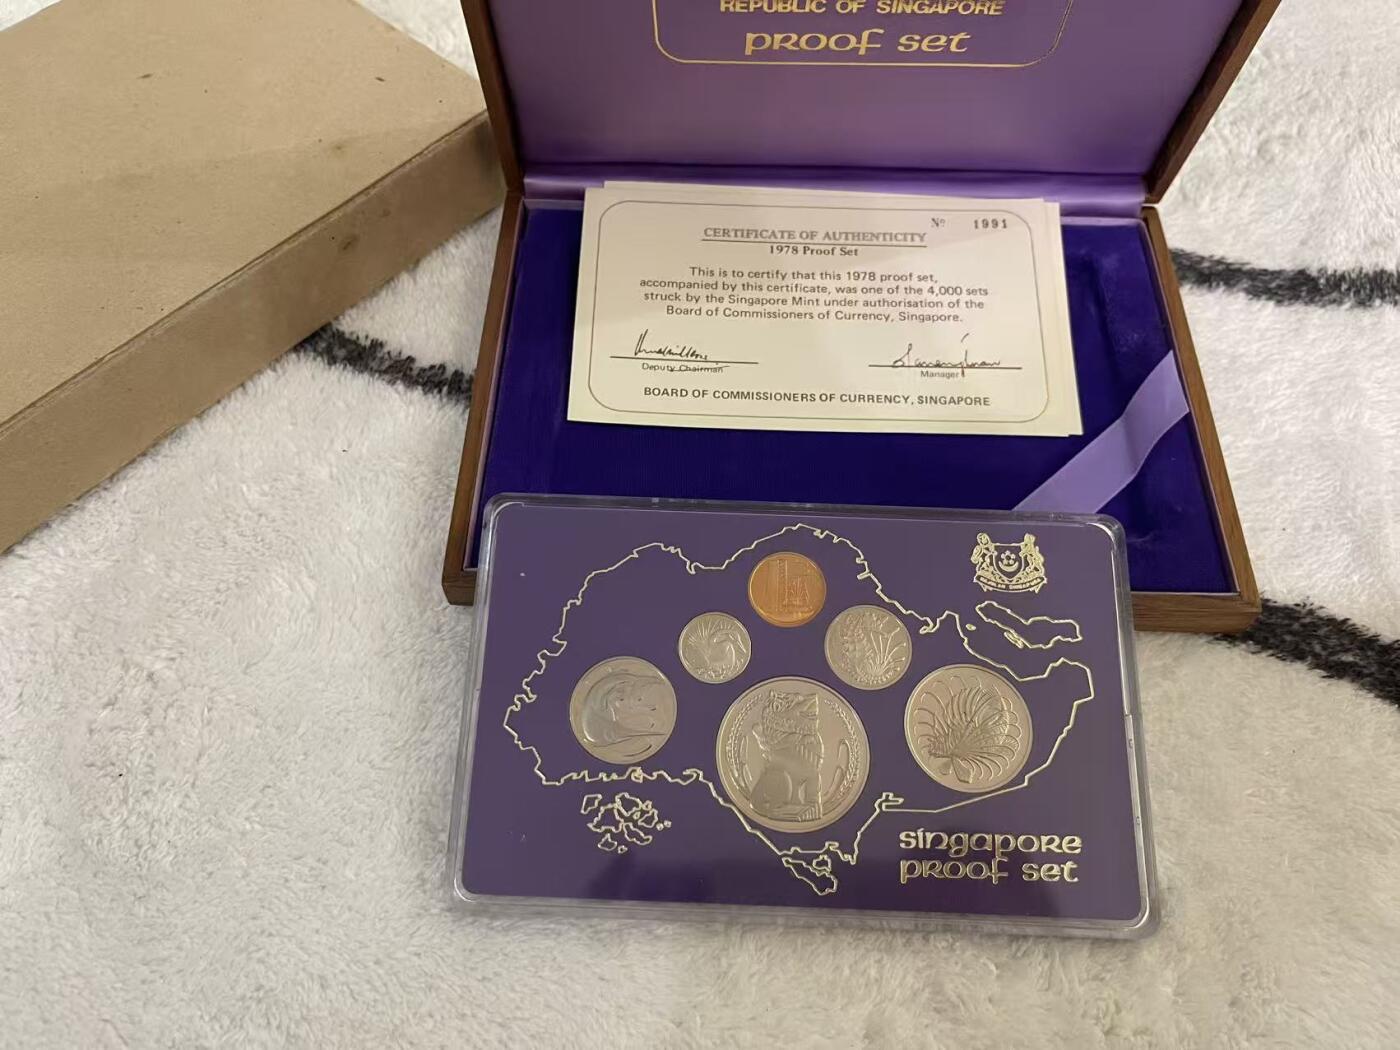 REPUBLIC OF SINGAPORE
PROOF SET
Nº 1991
CERTIFICATE OF AUTHENTICITY
1978 Proof Set
This is to certify that this 1978 proof set,
accompanied by this certificate, was one of the 4,000 sets
struck by the Singapore Mint under authorisation of the
Board of Commissioners of Currency, Singapore.
Deputy Chairman
Manager
BOARD OF COMMISSIONERS OF CURRENCY, SINGAPORE
MAJULAH SINGAPURA
singapore
proof set